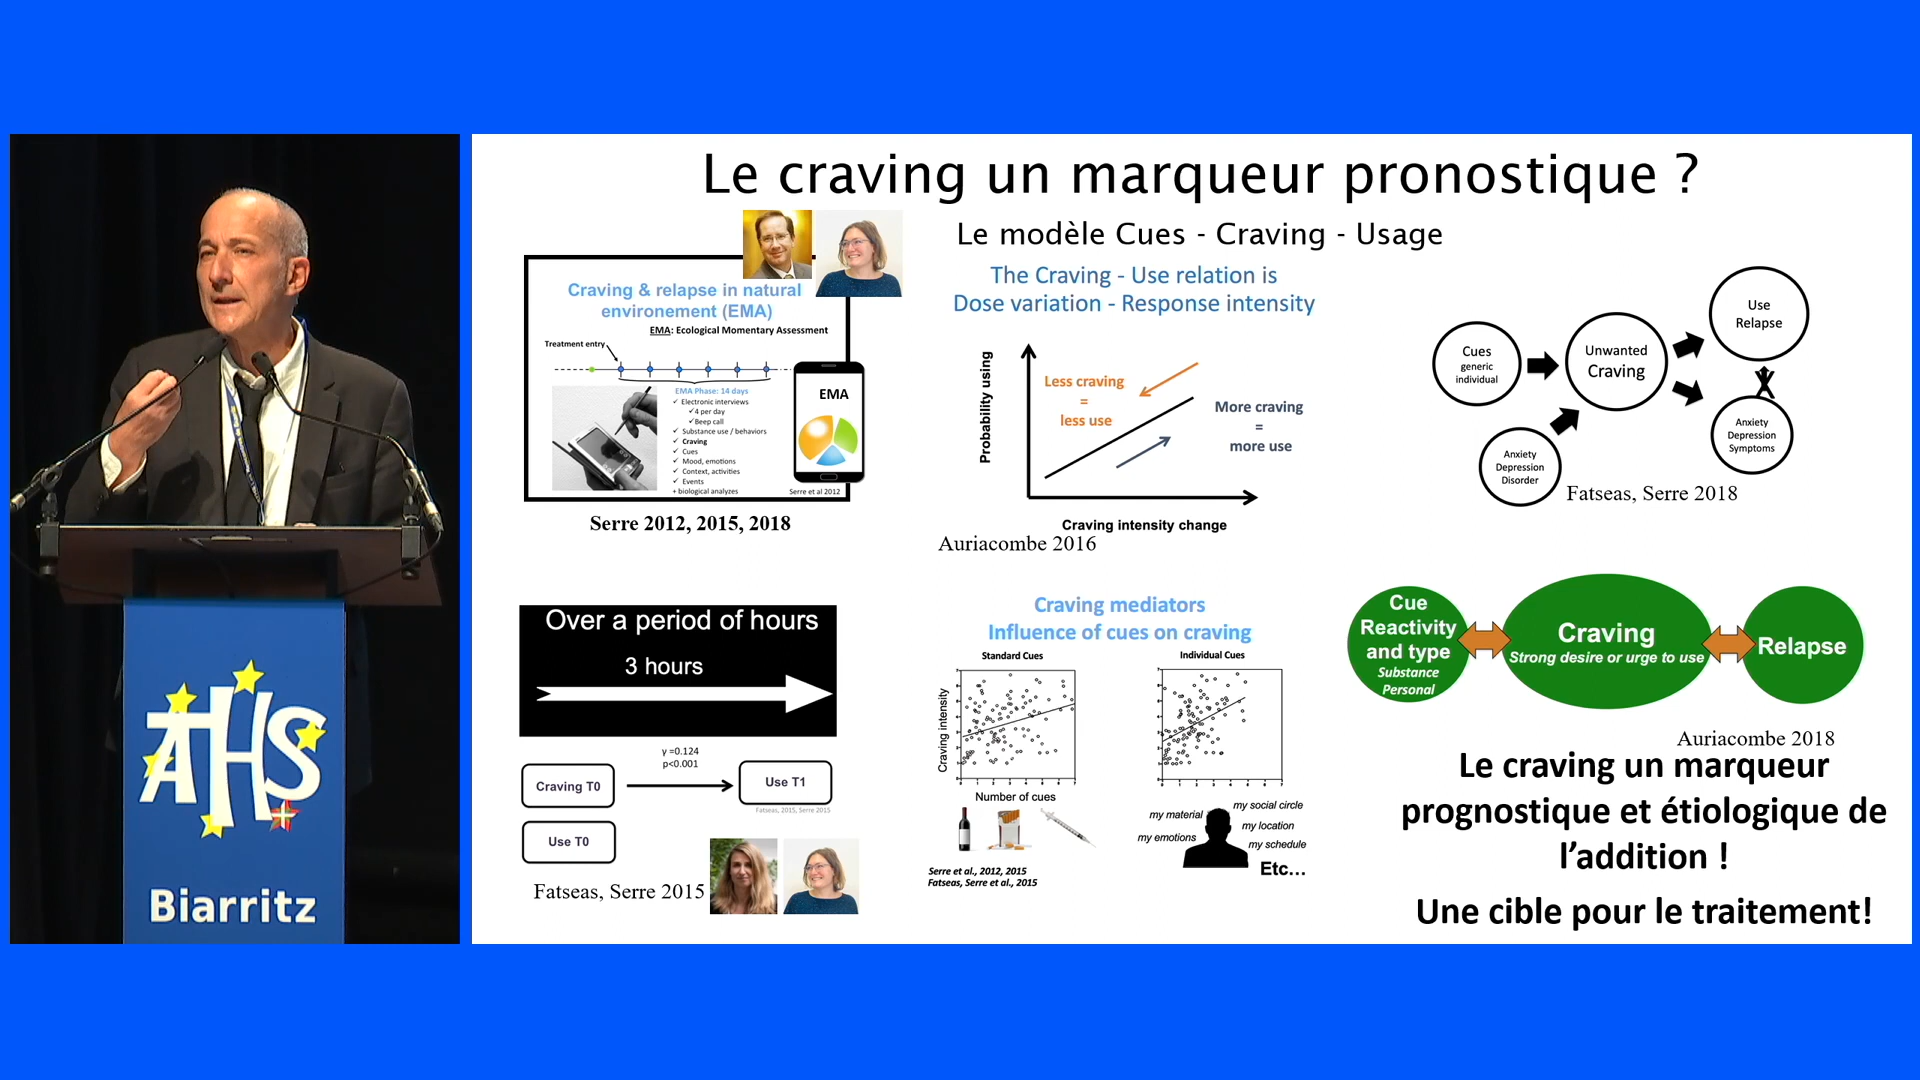 Le craving un marqueur pronostique ?
Le modèle Cues - Craving - Usage
Craving & relapse in natural
environement (EMA)
EMA: Ecological Momentary Assessment
Treatment entry
EMA Phase: 14 days
✓ Electronic interviews
✓4 per day
✓Beep call
✓ Substance use / behaviors
✓ Craving
✓ Cues
✓ Mood, emotions
✓ Context, activities
✓ Events
+ biological analyzes
EMA
Serre et al 2012
Serre 2012, 2015, 2018
The Craving - Use relation is
Dose variation - Response intensity
Probability using
Less craving
=
less use
More craving
=
more use
Craving intensity change
Auriacombe 2016
Cues
generic
individual
Unwanted
Craving
Use
Relapse
Anxiety
Depression
Disorder
Anxiety
Depression
Symptoms
Fatseas, Serre 2018
Over a period of hours
3 hours
y =0.124
p<0.001
Craving T0
Use T1
Fatseas, 2015, Serre 2015
Use T0
Fatseas, Serre 2015
Craving mediators
Influence of cues on craving
Standard Cues
Individual Cues
Craving intensity
Number of cues
my social circle
my material
my location
my emotions
my schedule
Etc...
Serre et al., 2012, 2015
Fatseas, Serre et al., 2015
Cue
Reactivity
and type
Substance
Personal
Craving
Strong desire or urge to use
Relapse
Auriacombe 2018
Le craving un marqueur
prognostique et étiologique de
l’addition !
Une cible pour le traitement!
ATHS
Biarritz